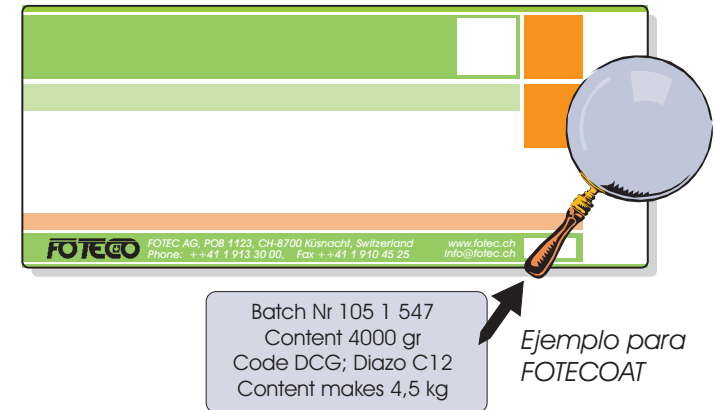 FOTECO FOTEC AG, POB 1123, CH-8700 Küsnacht, Switzerland www.fotec.ch
Phone: ++41 1 913 30 00, Fax ++41 1 910 45 25 Info@fotec.ch
Batch Nr 105 1 547
Content 4000 gr
Code DCG; Diazo C12
Content makes 4,5 kg
Ejemplo para
FOTECOAT